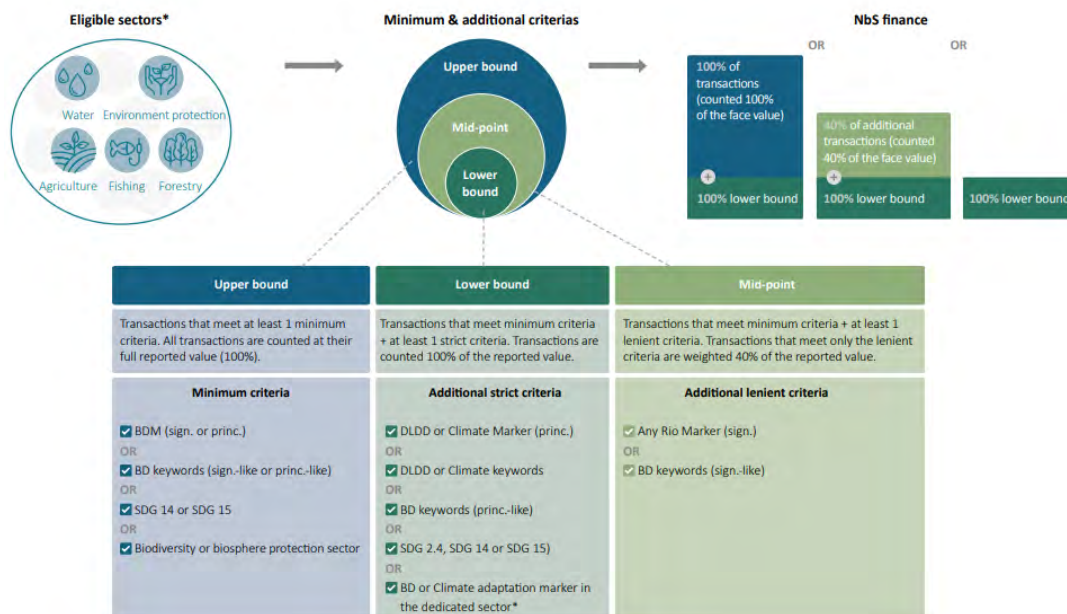 Eligible sectors*
Minimum & additional criterias
NbS finance
Water
Environment protection
Agriculture
Fishing
Forestry
Upper bound
Mid-point
Lower
bound
OR
OR
100% of
transactions
(counted 100%
of the face value)
40% of additional
transactions (counted
40% of the face value)
+
+
100% lower bound
100% lower bound
100% lower bound
Upper bound
Transactions that meet at least 1 minimum
criteria. All transactions are counted at their
full reported value (100%).
Minimum criteria
BDM (sign. or princ.)
OR
BD keywords (sign.-like or princ.-like)
OR
SDG 14 or SDG 15
OR
Biodiversity or biosphere protection sector
Lower bound
Transactions that meet minimum criteria
+ at least 1 strict criteria. Transactions are
counted 100% of the reported value.
Additional strict criteria
DLDD or Climate Marker (princ.)
OR
DLDD or Climate keywords
OR
BD keywords (princ.-like)
OR
SDG 2.4, SDG 14 or SDG 15)
OR
BD or Climate adaptation marker in
the dedicated sector*
Mid-point
Transactions that meet minimum criteria + at least 1
lenient criteria. Transactions that meet only the lenient
criteria are weighted 40% of the reported value.
Additional lenient criteria
Any Rio Marker (sign.)
OR
BD keywords (sign.-like)